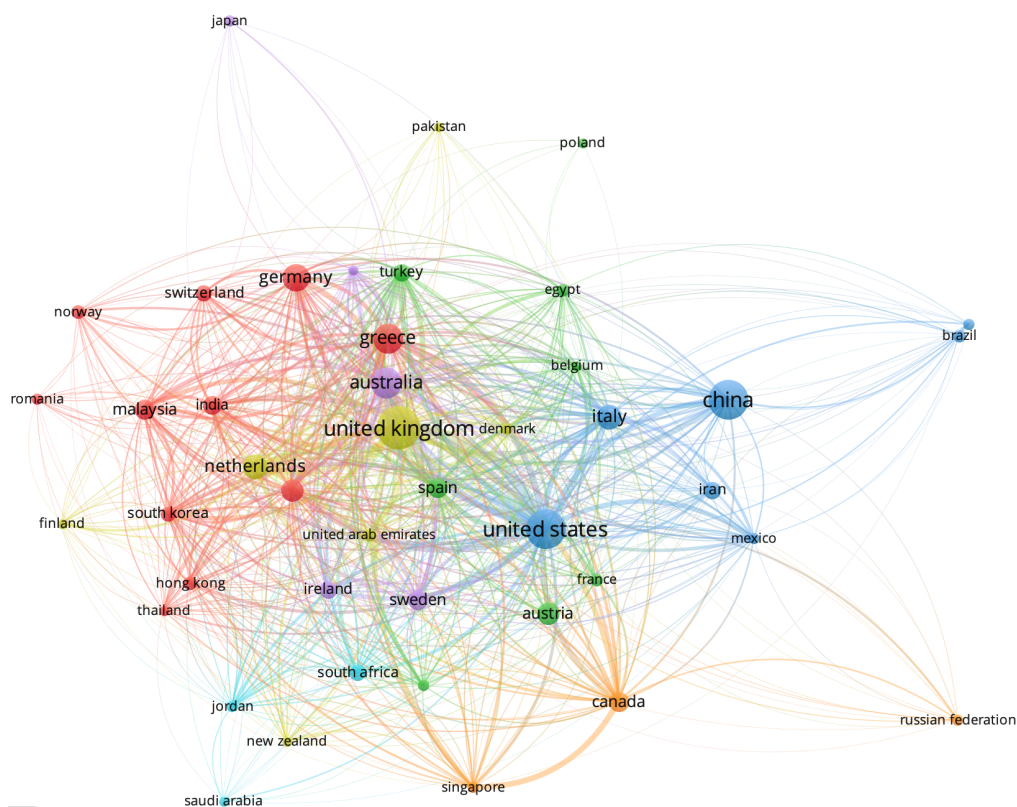 japan
pakistan
poland
germany
turkey
switzerland
egypt
norway
brazil
greece
belgium
australia
romania
malaysia
india
china
italy
united kingdom
denmark
netherlands
spain
iran
south korea
finland
united states
united arab emirates
mexico
hong kong
france
ireland
sweden
thailand
austria
south africa
canada
jordan
russian federation
new zealand
singapore
saudi arabia